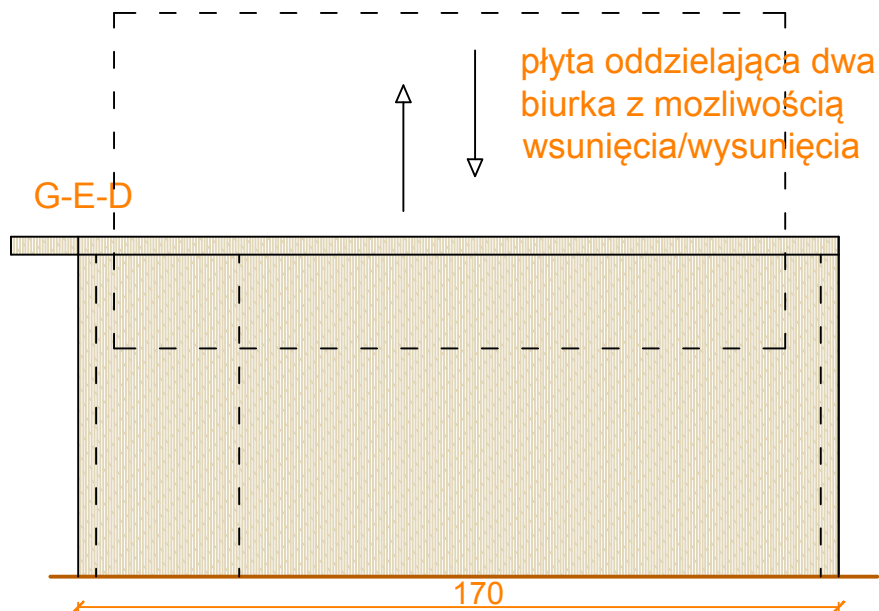 płyta oddzielająca dwa
biurka z mozliwością
wsunięcia/wysunięcia
G-E-D
170